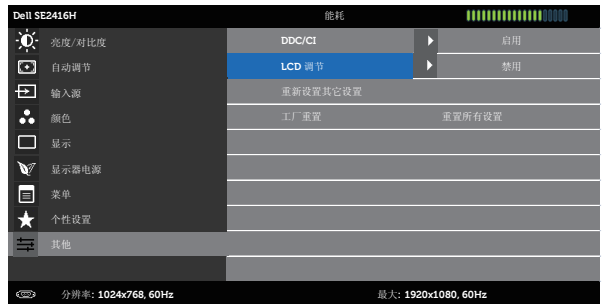 Dell SE2416H 能耗
亮度/对比度 DDC/CI 启用
自动调节 LCD 调节 禁用
输入源 重新设置其它设置
颜色 工厂重置 重置所有设置
显示
显示器电源
菜单
个性设置
其他
分辨率: 1024x768, 60Hz 最大: 1920x1080, 60Hz